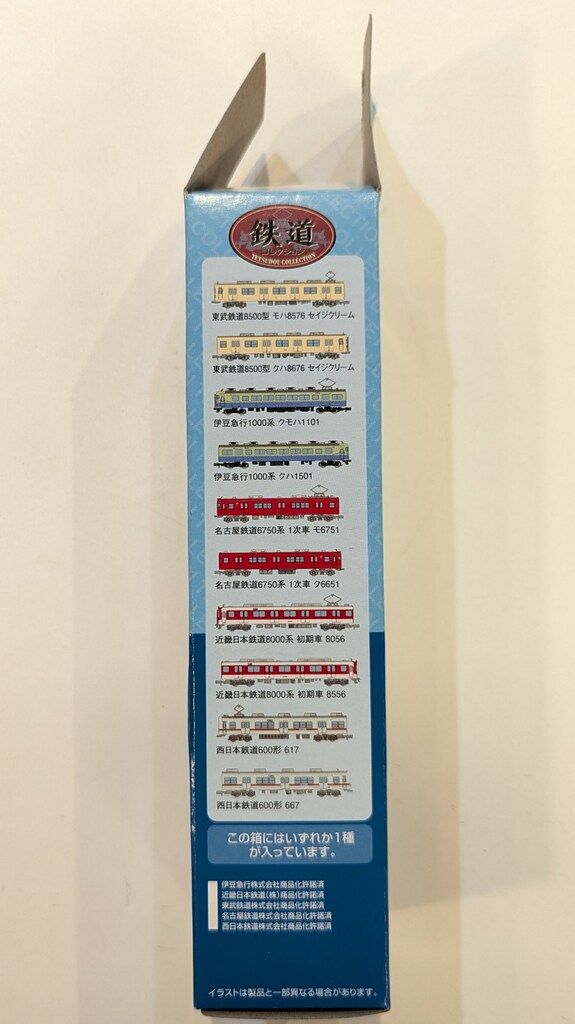 鉄道
コレクション
TETSUDOU COLLECTION
東武鉄道8500型 モハ8576 セイジクリーム
東武鉄道8500型 クハ8676 セイジクリーム
伊豆急行1000系 クモハ1101
伊豆急行1000系 クハ1501
名古屋鉄道6750系 1次車 モ6751
名古屋鉄道6750系 1次車 ク6651
近畿日本鉄道8000系 初期車 8056
近畿日本鉄道8000系 初期車 8556
西日本鉄道600形 617
西日本鉄道600形 667
この箱にはいずれか1種
が入っています。
伊豆急行株式会社商品化許諾済
近畿日本鉄道(株)商品化許諾済
東武鉄道株式会社商品化許諾済
名古屋鉄道株式会社商品化許諾済
西日本鉄道株式会社商品化許諾済
イラストは製品と一部異なる場合があります。